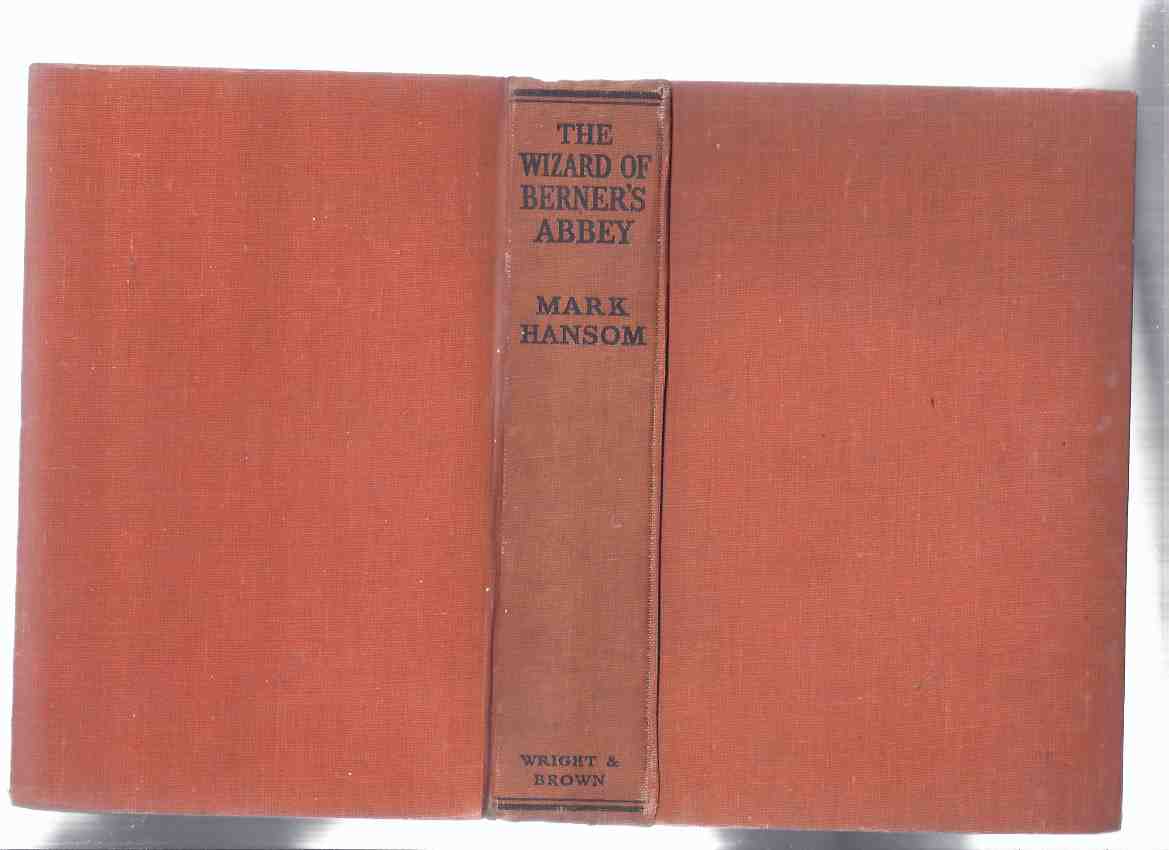 THE
WIZARD OF
BERNER'S
ABBEY
MARK
HANSOM
WRIGHT &
BROWN